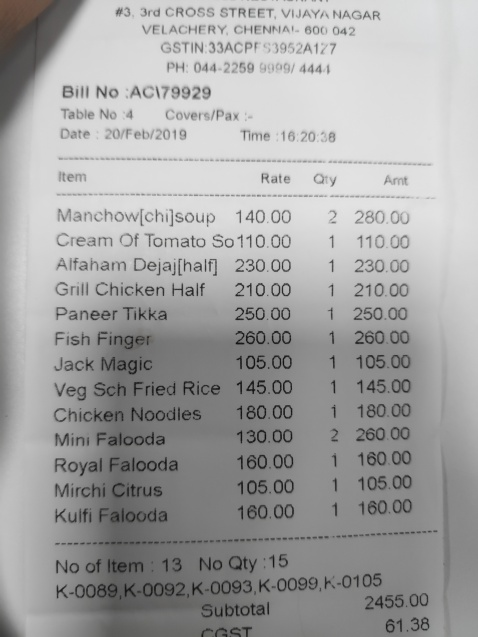 #3, 3rd CROSS STREET, VIJAYA NAGAR
VELACHERY, CHENNAI- 600 042
GSTIN:33ACPFS3952A1Z7
PH: 044-2259 9999/ 4444
Bill No :AC\79929
Table No :4 Covers/Pax :-
Date : 20/Feb/2019 Time :16:20:38
Item Rate Qty Amt
Manchow[chi]soup 140.00 2 280.00
Cream Of Tomato So 110.00 1 110.00
Alfaham Dejaj[half] 230.00 1 230.00
Grill Chicken Half 210.00 1 210.00
Paneer Tikka 250.00 1 250.00
Fish Finger 260.00 1 260.00
Jack Magic 105.00 1 105.00
Veg Sch Fried Rice 145.00 1 145.00
Chicken Noodles 180.00 1 180.00
Mini Falooda 130.00 2 260.00
Royal Falooda 160.00 1 160.00
Mirchi Citrus 105.00 1 105.00
Kulfi Falooda 160.00 1 160.00
No of Item : 13 No Qty :15
K-0089,K-0092,K-0093,K-0099,K-0105
Subtotal 2455.00
CGST 61.38